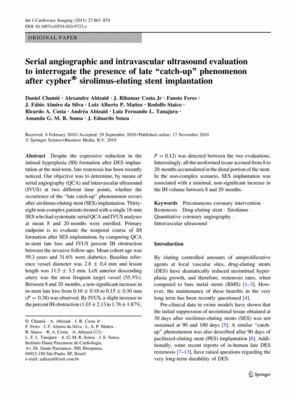 Int J Cardiovasc Imaging (2011) 27:867–874
DOI 10.1007/s10554-010-9725-z
ORIGINAL PAPER
Serial angiographic and intravascular ultrasound evaluation
to interrogate the presence of late "catch-up" phenomenon
after cypher® sirolimus-eluting stent implantation
Daniel Chamié · Alexandre Abizaid · J. Ribamar Costa Jr · Fausto Feres ·
J. Fábio Almiro da Silva · Luiz Alberto P. Mattos · Rodolfo Staico ·
Ricardo A. Costa · Andrea Abizaid · Luiz Fernando L. Tanajura ·
Amanda G. M. R. Sousa · J. Eduardo Sousa
Received: 8 February 2010 / Accepted: 29 September 2010 / Published online: 17 November 2010
© Springer Science+Business Media, B.V. 2010
Abstract Despite the expressive reduction in the
intimal hyperplasia (IH) formation after DES implan-
tation at the mid-term, late restenosis has been recently
noticed. Our objective was to determine, by means of
serial angiography (QCA) and intravascular ultrasound
(IVUS) at two different time points, whether the
occurrence of the "late catch up" phenomenon occurs
after sirolimus-eluting stent (SES) implantation. Thirty-
eight non-complex patients treated with a single 18-mm
SES who had systematic serial QCA and IVUS analyses
at mean 8 and 20 months were enrolled. Primary
endpoint is to evaluate the temporal course of IH
formation after SES implantation, by comparing QCA
in-stent late loss and IVUS percent IH obstruction
between the invasive follow-ups. Mean cohort age was
59.3 years and 31.6% were diabetics. Baseline refer-
ence vessel diameter was 2.8 ± 0.4 mm and lesion
length was 11.5 ± 3.5 mm. Left anterior descending
artery was the most frequent target vessel (55.3%).
Between 8 and 20 months, a non-significant increase in
in-stent late loss from 0.10 ± 0.18 to 0.15 ± 0.30 mm
(P = 0.38) was observed. By IVUS, a slight increase in
the percent IH obstruction (1.03 ± 2.13 to 1.76 ± 1.87%,
D. Chamié · A. Abizaid · J. R. Costa Jr ·
F. Feres · J. F. Almiro da Silva · L. A. P. Mattos ·
R. Staico · R. A. Costa · A. Abizaid ·
L. F. L. Tanajura · A. G. M. R. Sousa · J. E. Sousa
Instituto Dante Pazzanese de Cardiologia,
Av. Dr. Dante Pazzanese, 500, Ibirapuera,
04012-180 São Paulo, SP, Brazil
P = 0.12) was detected between the two evaluations.
Interestingly, all the neoformed tissue accrued from 8 to
20 months accumulated in the distal portion of the stent.
In the non-complex scenario, SES implantation was
associated with a minimal, non-significant increase in
IH volume between 8 and 20 months.
Keywords Percutaneous coronary intervention ·
Restenosis · Drug-eluting stent · Sirolimus ·
Quantitative coronary angiography ·
Intravascular ultrasound
Introduction
By eluting controlled amounts of antiproliferative
agents at local vascular sites, drug-eluting stents
(DES) have dramatically reduced neointimal hyper-
plasia growth, and therefore, restenosis rates, when
compared to bare metal stents (BMS) [1–3]. How-
ever, the maintenance of these benefits in the very
long term has been recently questioned [4].
Pre-clinical data in swine models have shown that
the initial suppression of neointimal tissue obtained at
30 days after sirolimus-eluting stents (SES) was not
sustained at 90 and 180 days [5]. A similar "catch-
up" phenomenon was also described after 90 days of
paclitaxel-eluting stent (PES) implantation [6]. Addi-
tionally, some recent reports of in-human late DES
restenosis [7–13], have raised questions regarding the
very long-term durability of DES.